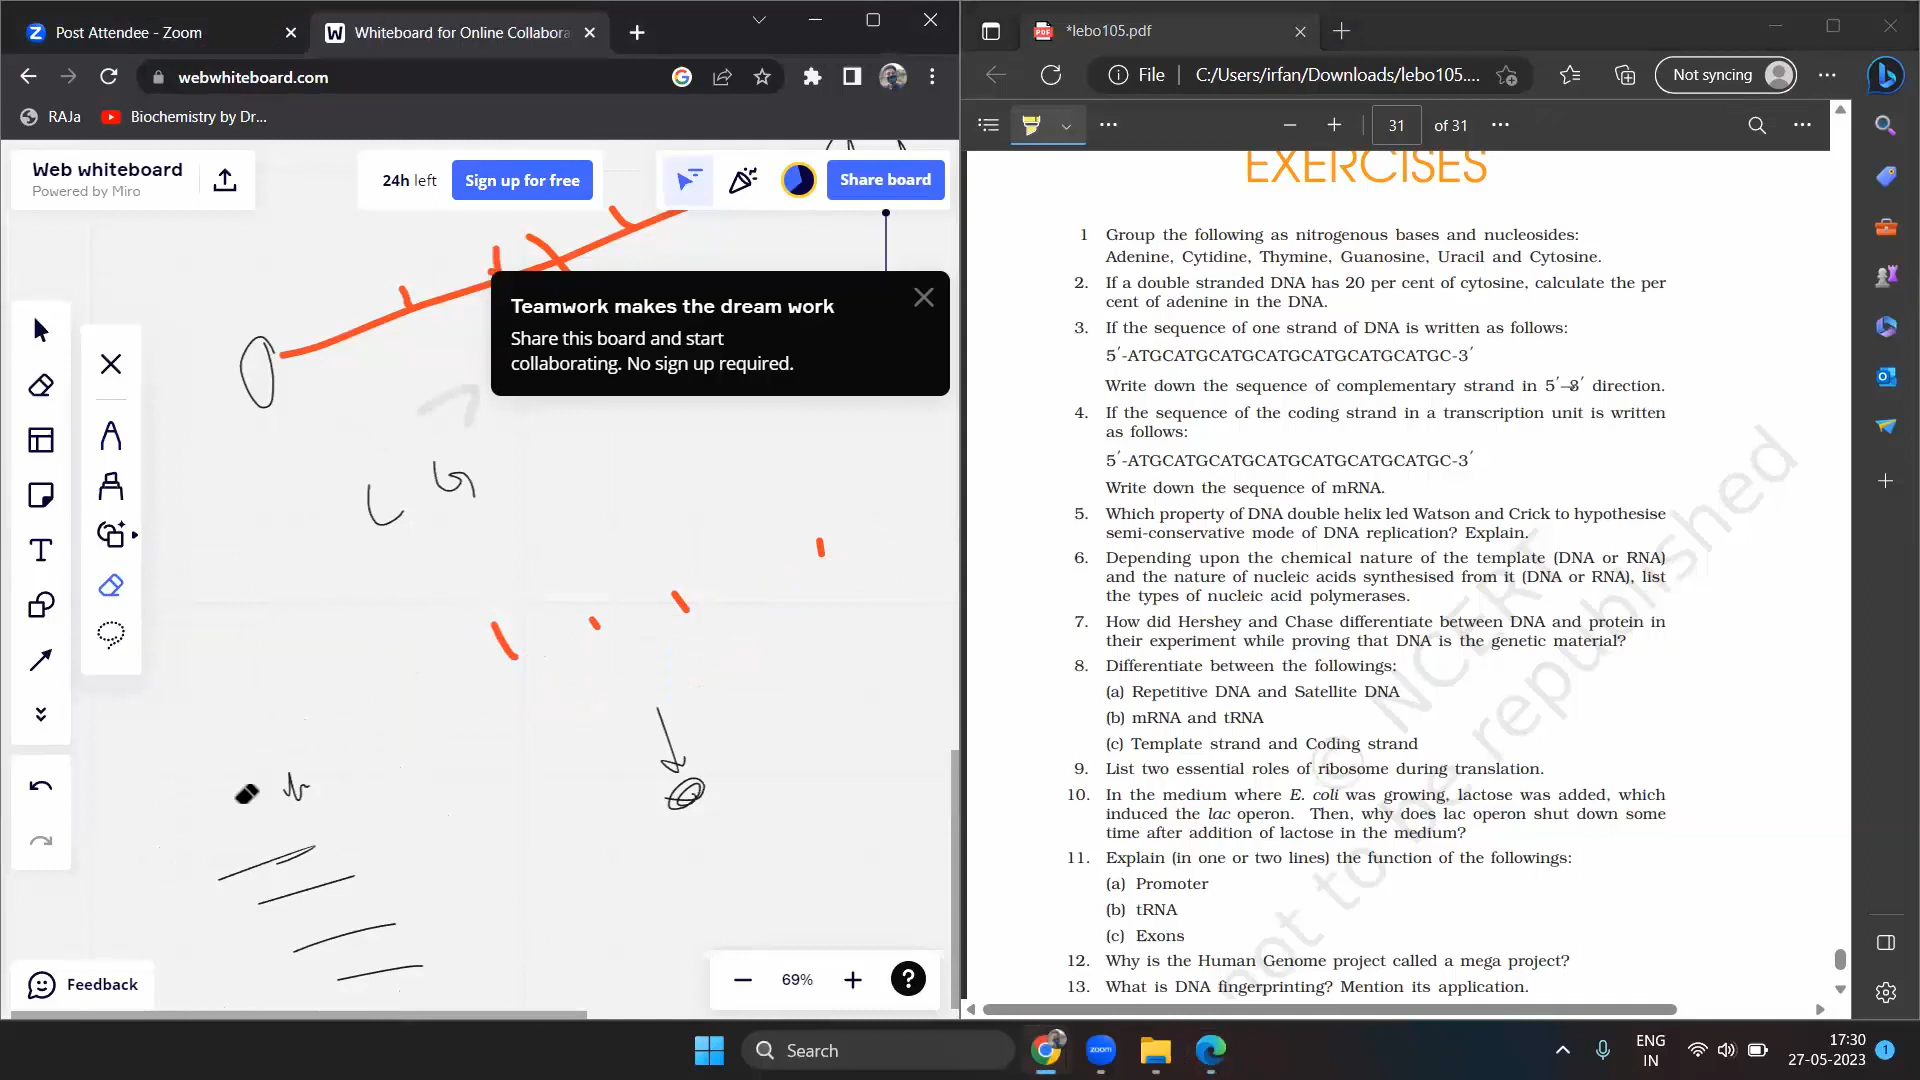 Post Attendee - Zoom
Whiteboard for Online Collabora
webwhiteboard.com
RAJa
Biochemistry by Dr...
Web whiteboard
Powered by Miro
24h left
Sign up for free
Share board
Teamwork makes the dream work
Share this board and start
collaborating. No sign up required.
69%
Feedback
*lebo105.pdf
File
C:/Users/irfan/Downloads/lebo105....
Not syncing
31 of 31
EXERCISES
1 Group the following as nitrogenous bases and nucleosides:
Adenine, Cytidine, Thymine, Guanosine, Uracil and Cytosine.
2. If a double stranded DNA has 20 per cent of cytosine, calculate the per
cent of adenine in the DNA.
3. If the sequence of one strand of DNA is written as follows:
5′-ATGCATGCATGCATGCATGCATGCATGC-3′
Write down the sequence of complementary strand in 5′→3′ direction.
4. If the sequence of the coding strand in a transcription unit is written
as follows:
5′-ATGCATGCATGCATGCATGCATGCATGC-3′
Write down the sequence of mRNA.
5. Which property of DNA double helix led Watson and Crick to hypothesise
semi-conservative mode of DNA replication? Explain.
6. Depending upon the chemical nature of the template (DNA or RNA)
and the nature of nucleic acids synthesised from it (DNA or RNA), list
the types of nucleic acid polymerases.
7. How did Hershey and Chase differentiate between DNA and protein in
their experiment while proving that DNA is the genetic material?
8. Differentiate between the followings:
(a) Repetitive DNA and Satellite DNA
(b) mRNA and tRNA
(c) Template strand and Coding strand
9. List two essential roles of ribosome during translation.
10. In the medium where E. coli was growing, lactose was added, which
induced the lac operon. Then, why does lac operon shut down some
time after addition of lactose in the medium?
11. Explain (in one or two lines) the function of the followings:
(a) Promoter
(b) tRNA
(c) Exons
12. Why is the Human Genome project called a mega project?
13. What is DNA fingerprinting? Mention its application.
© NCERT
not to be republished
Search
zoom
ENG
IN
17:30
27-05-2023
1